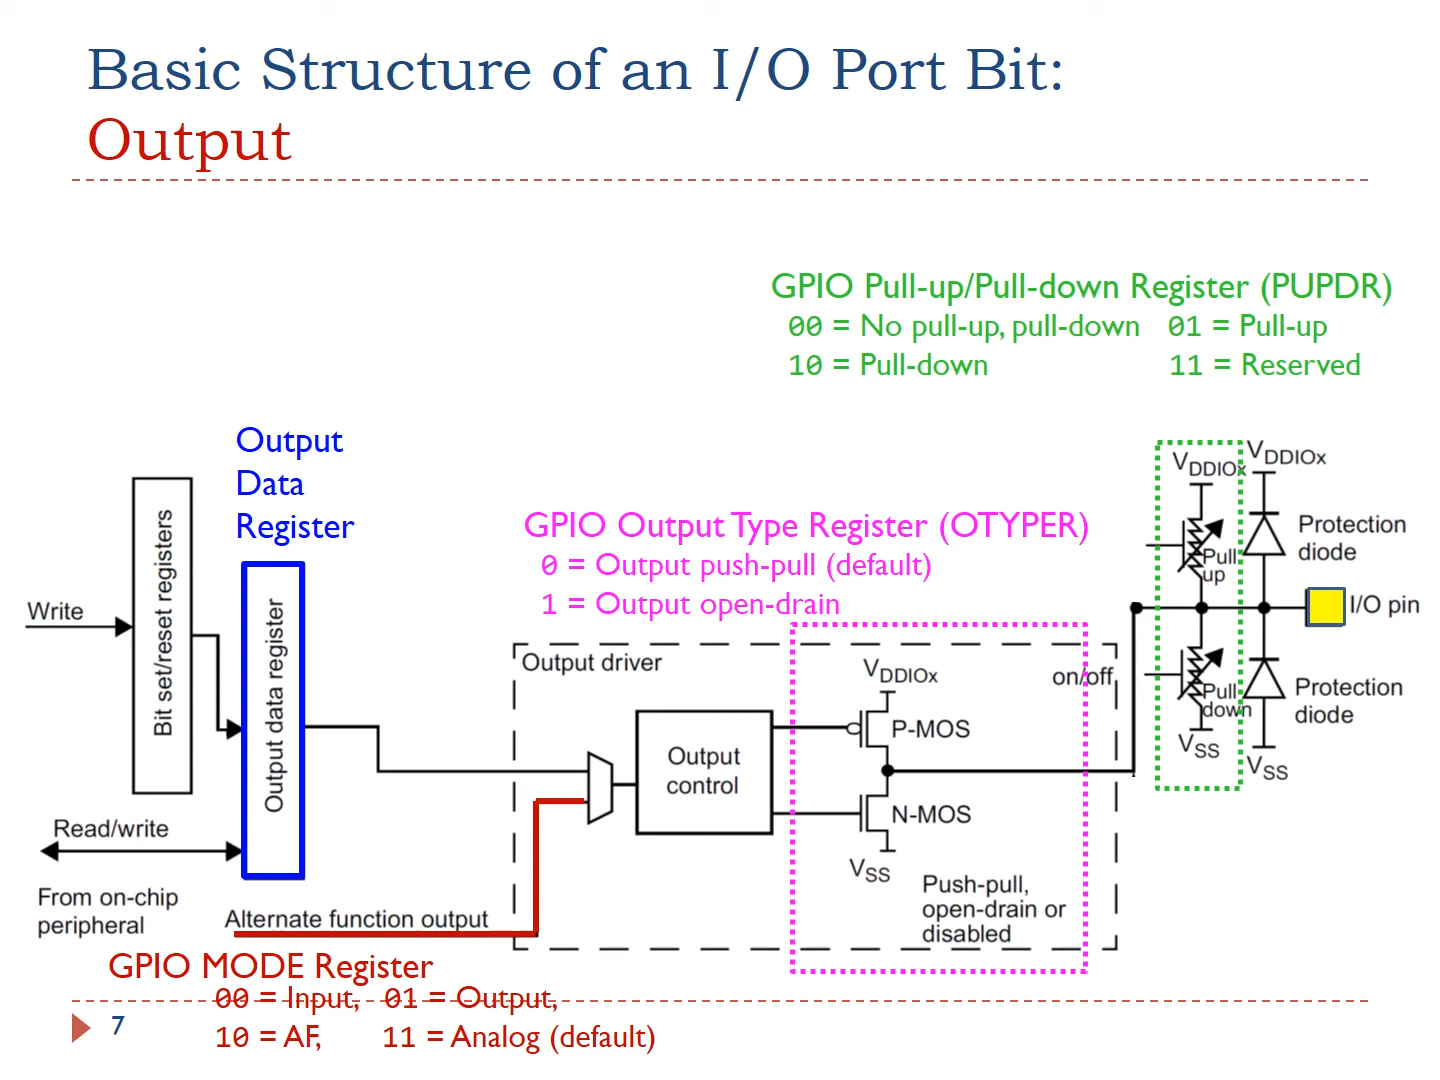 Basic Structure of an I/O Port Bit:
Output
GPIO Pull-up/Pull-down Register (PUPDR)
00 = No pull-up, pull-down 01 = Pull-up
10 = Pull-down 11 = Reserved
Output
Data
Register
GPIO Output Type Register (OTYPER)
0 = Output push-pull (default)
1 = Output open-drain
Write
Bit set/reset registers
Output data register
Read/write
From on-chip
peripheral
Alternate function output
Output driver
Output
control
VDDIOx
P-MOS
N-MOS
VSS
Push-pull,
open-drain or
disabled
on/off
VDDIOx
Pull
up
Pull
down
VSS
VDDIOx
Protection
diode
I/O pin
Protection
diode
VSS
GPIO MODE Register
00 = Input, 01 = Output,
10 = AF, 11 = Analog (default)
7